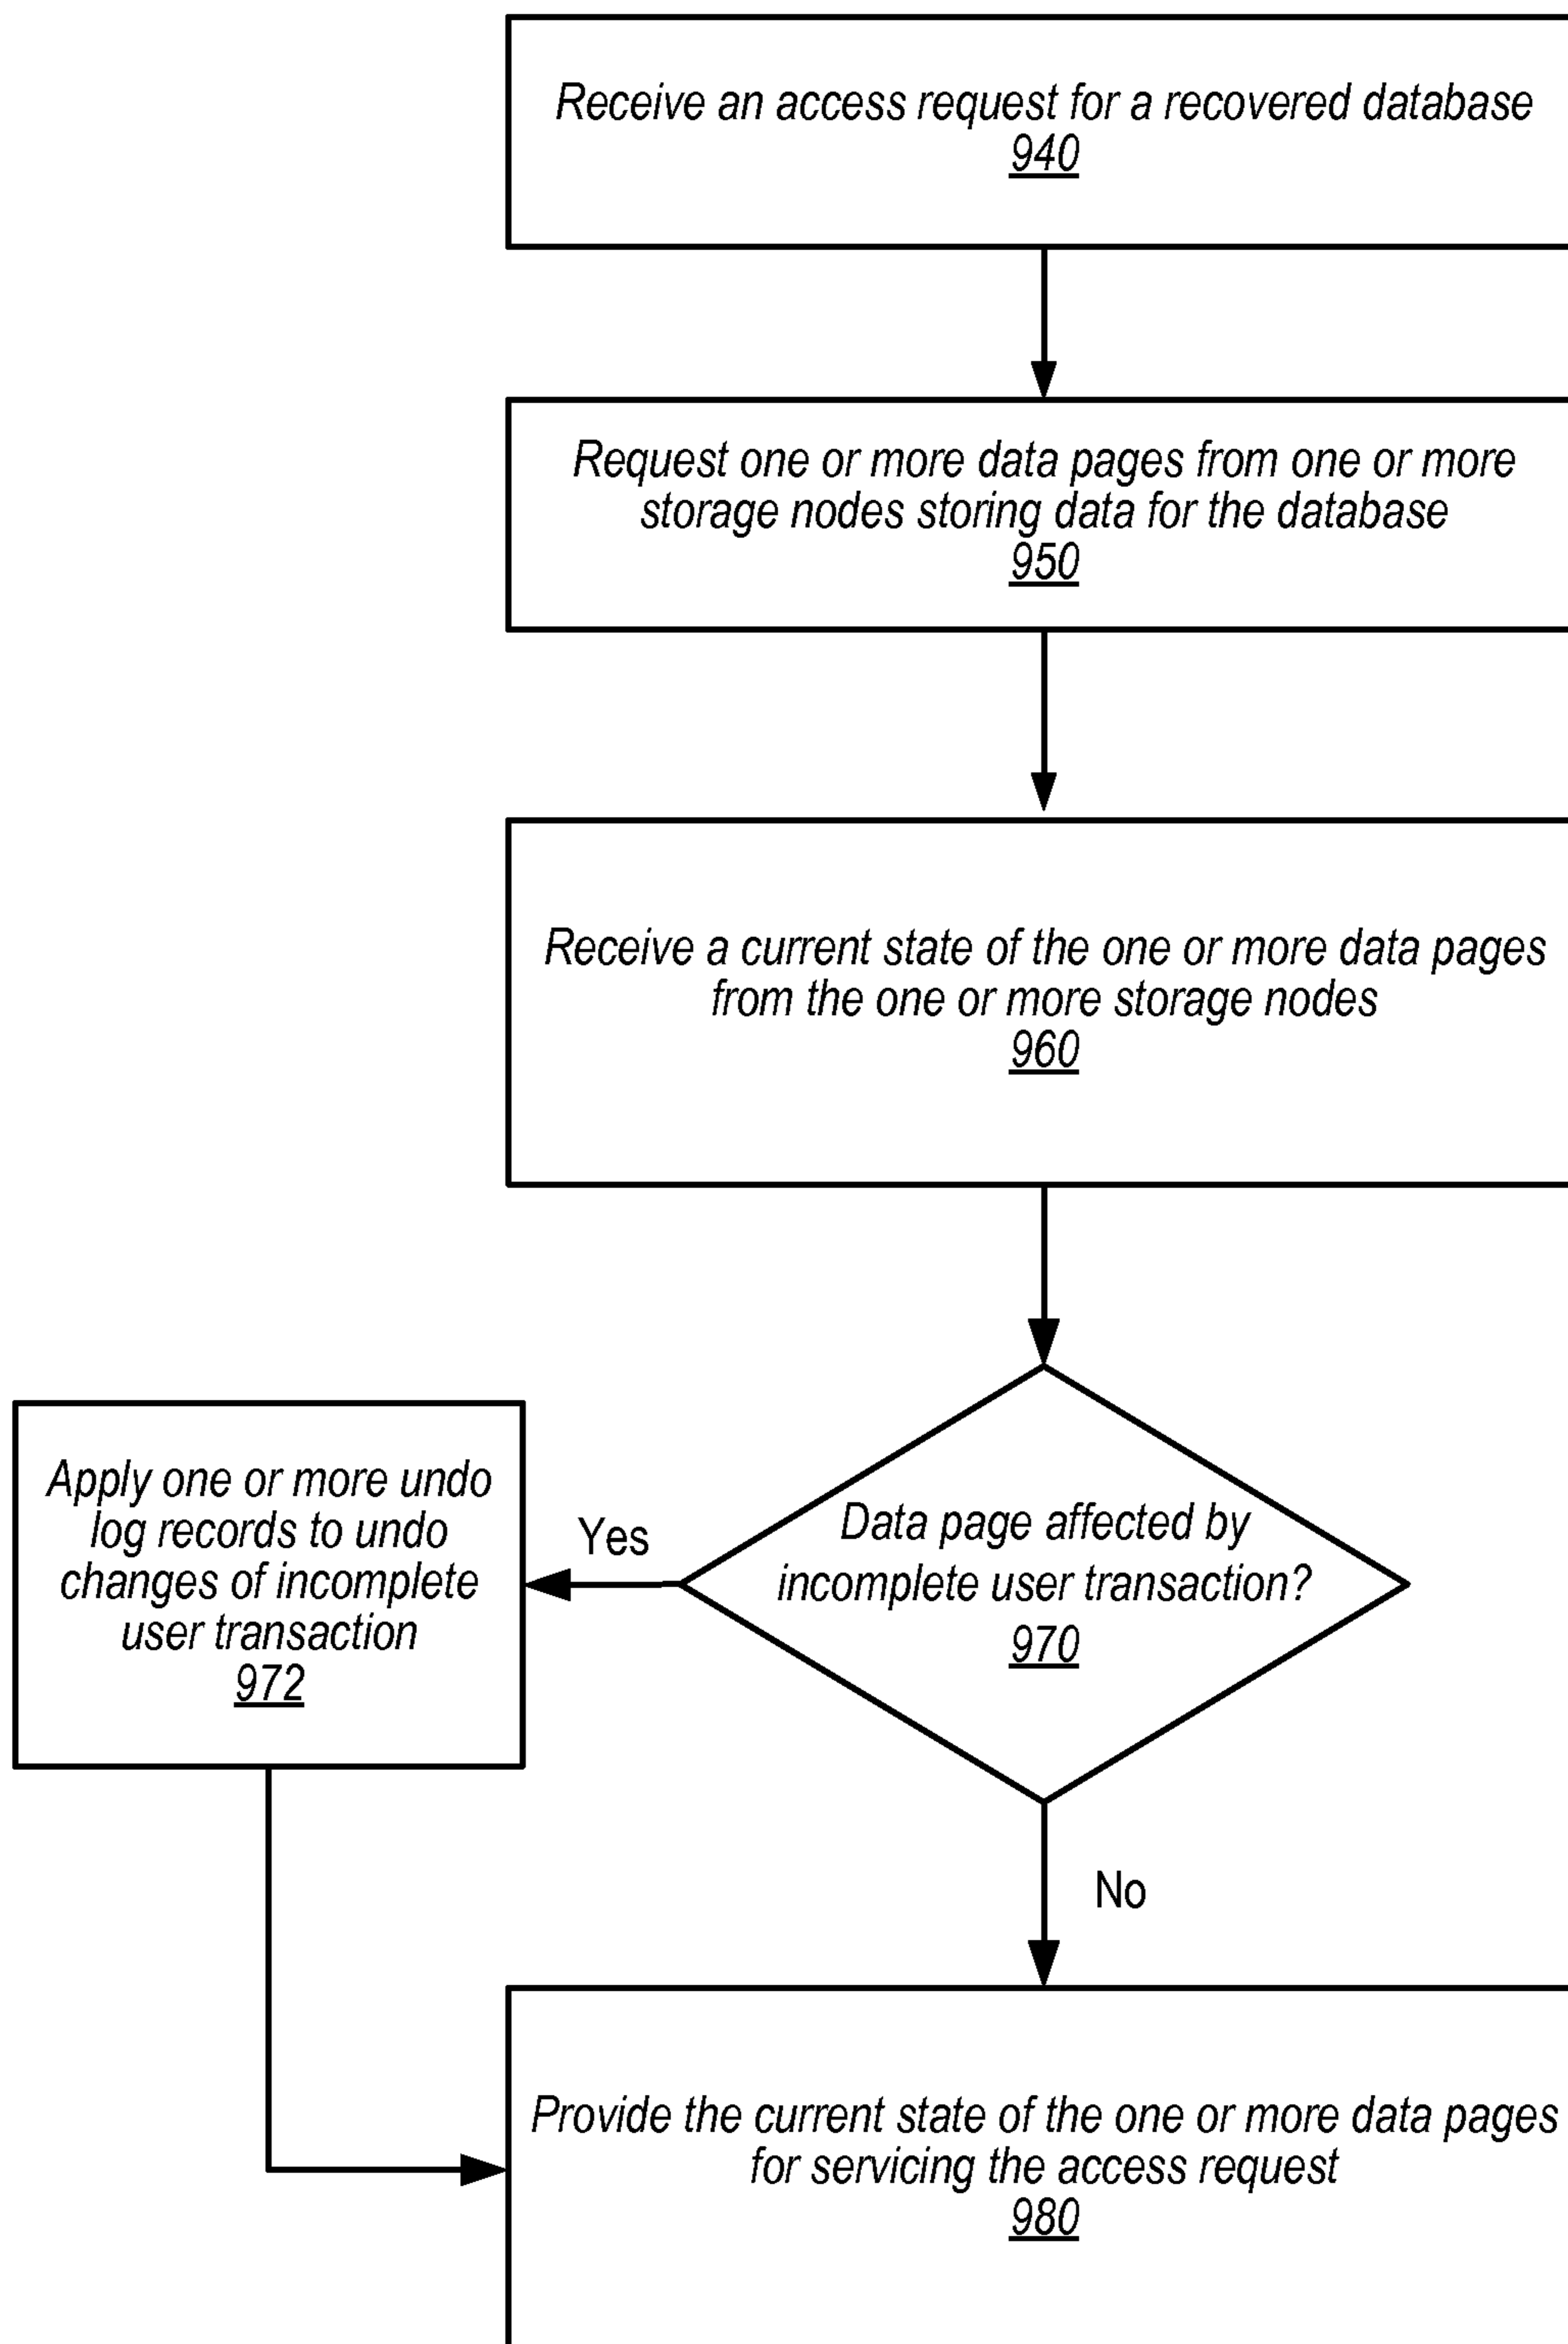 Receive an access request for a recovered database
940
Request one or more data pages from one or more
storage nodes storing data for the database
950
Receive a current state of the one or more data pages
from the one or more storage nodes
960
Data page affected by
incomplete user transaction?
970
Yes
Apply one or more undo
log records to undo
changes of incomplete
user transaction
972
No
Provide the current state of the one or more data pages
for servicing the access request
980